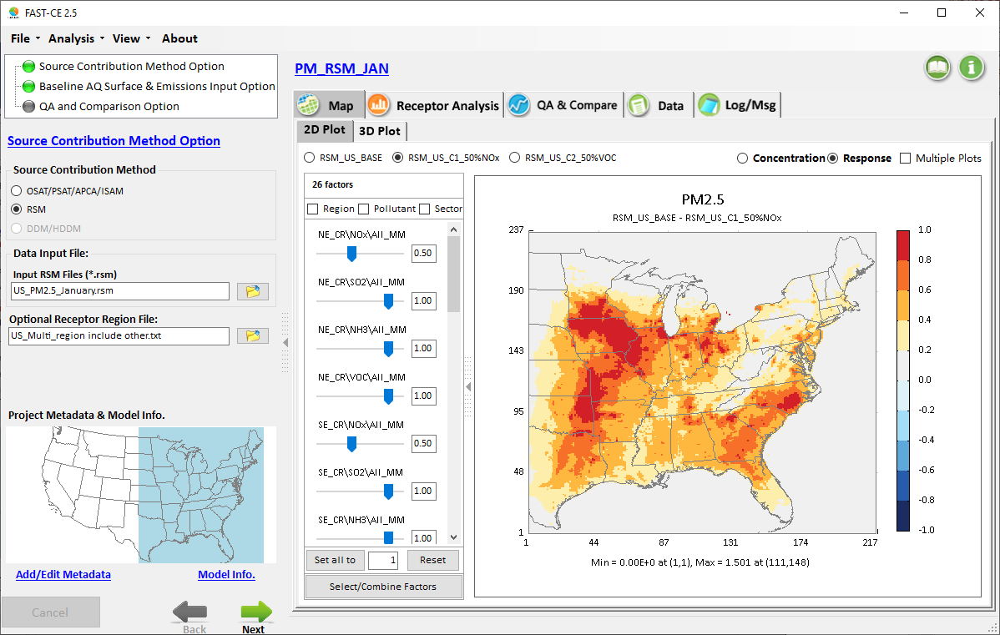 FAST-CE 2.5
File Analysis View About
Source Contribution Method Option
Baseline AQ Surface & Emissions Input Option
QA and Comparison Option
Source Contribution Method Option
Source Contribution Method
OSAT/PSAT/APCA/ISAM
RSM
DDM/HDDM
Data Input File:
Input RSM Files (*.rsm)
US_PM2.5_January.rsm
Optional Receptor Region File:
US_Multi_region include other.txt
Project Metadata & Model Info.
Add/Edit Metadata Model Info.
Cancel Back Next
PM_RSM_JAN
Map Receptor Analysis QA & Compare Data Log/Msg
2D Plot 3D Plot
RSM_US_BASE RSM_US_C1_50%NOx RSM_US_C2_50%VOC Concentration Response Multiple Plots
26 factors
Region Pollutant Sector
NE_CR\NOx\All_MM
0.50
NE_CR\SO2\All_MM
1.00
NE_CR\NH3\All_MM
1.00
NE_CR\VOC\All_MM
1.00
SE_CR\NOx\All_MM
0.50
SE_CR\SO2\All_MM
1.00
SE_CR\NH3\All_MM
1.00
Set all to 1 Reset
Select/Combine Factors
PM2.5
RSM_US_BASE - RSM_US_C1_50%NOx
237
190
143
95
48
1
1 44 87 131 174 217
1.0
0.8
0.6
0.4
0.2
0.0
-0.2
-0.4
-0.6
-0.8
-1.0
Min = 0.00E+0 at (1,1), Max = 1.501 at (111,148)